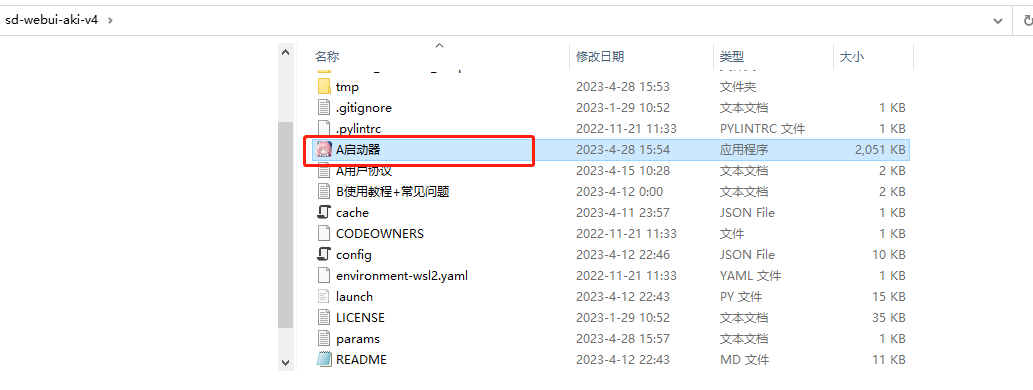 sd-webui-aki-v4
名称 修改日期 类型 大小
tmp 2023-4-28 15:53 文件夹
.gitignore 2023-1-29 10:52 文本文档 1 KB
.pylintrc 2022-11-21 11:33 PYLINTRC 文件 1 KB
A启动器 2023-4-28 15:54 应用程序 2,051 KB
A用户协议 2023-4-15 10:28 文本文档 2 KB
B使用教程+常见问题 2023-4-12 0:00 文本文档 2 KB
cache 2023-4-11 23:57 JSON File 1 KB
CODEOWNERS 2022-11-21 11:33 文件 1 KB
config 2023-4-12 22:46 JSON File 10 KB
environment-wsl2.yaml 2022-11-21 11:33 YAML 文件 1 KB
launch 2023-4-12 22:43 PY 文件 15 KB
LICENSE 2023-1-29 10:52 文本文档 35 KB
params 2023-4-28 15:57 文本文档 1 KB
README 2023-4-12 22:43 MD 文件 11 KB